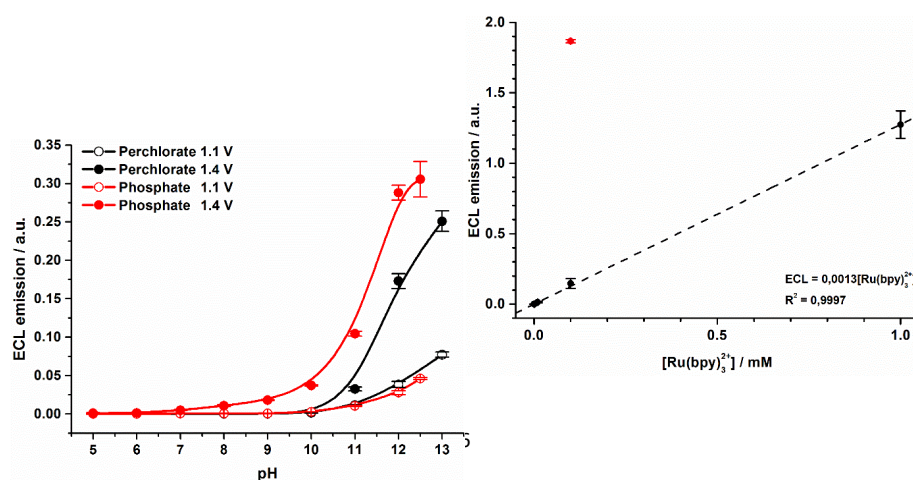 ECL emission / a.u.
0.35
0.30
0.25
0.20
0.15
0.10
0.05
0.00
Perchlorate 1.1 V
Perchlorate 1.4 V
Phosphate 1.1 V
Phosphate 1.4 V
5 6 7 8 9 10 11 12 13
pH
ECL emission / a.u.
2.0
1.5
1.0
0.5
0.0
ECL = 0,0013[Ru(bpy)₃²⁺
R² = 0,9997
0.0 0.5 1.0
[Ru(bpy)₃²⁺] / mM